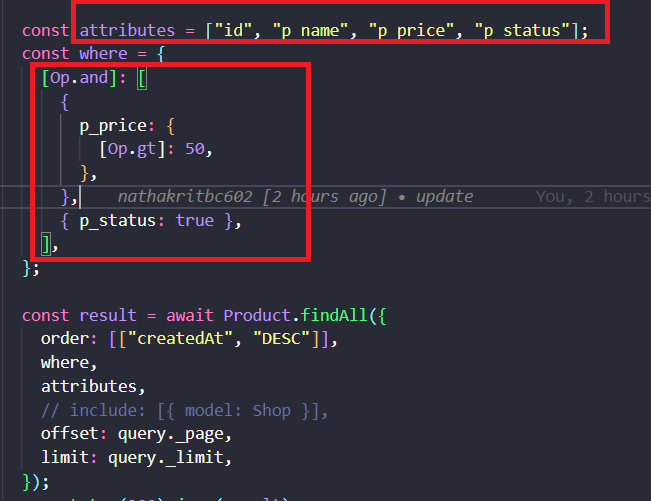 const attributes = ["id", "p_name", "p_price", "p_status"];
const where = {
[Op.and]: [
{
p_price: {
[Op.gt]: 50,
},
}, nathakritbc602 [2 hours ago] • update You, 2 hours
{ p_status: true },
],
};
const result = await Product.findAll({
order: [["createdAt", "DESC"]],
where,
attributes,
// include: [{ model: Shop }],
offset: query._page,
limit: query._limit,
});